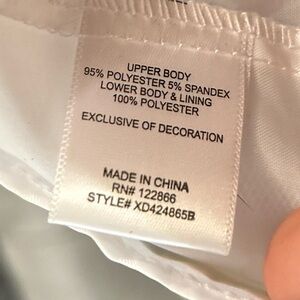 UPPER BODY
95% POLYESTER 5% SPANDEX
LOWER BODY & LINING
100% POLYESTER
EXCLUSIVE OF DECORATION
MADE IN CHINA
RN# 122866
STYLE# XD424865B